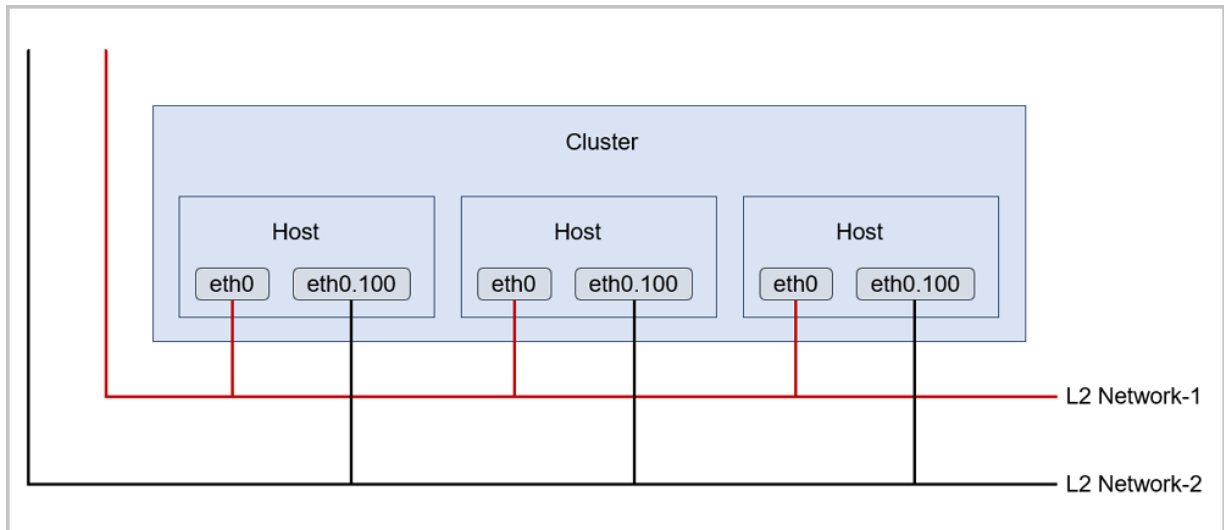 Cluster
Host Host Host
eth0 eth0.100 eth0 eth0.100 eth0 eth0.100
L2 Network-1
L2 Network-2